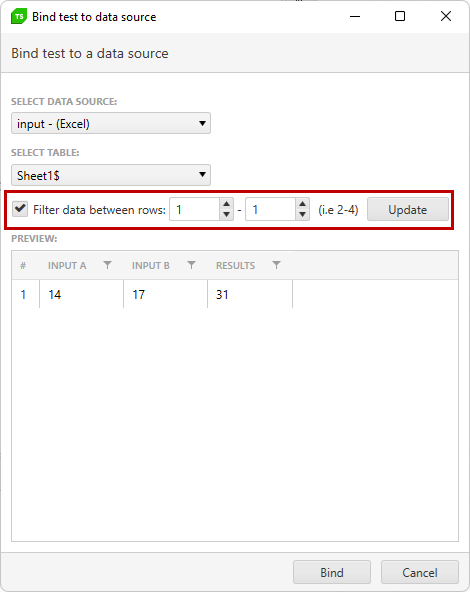 TS Bind test to data source
Bind test to a data source
SELECT DATA SOURCE:
input - (Excel)
SELECT TABLE:
Sheet1$
Filter data between rows: 1 - 1 (i.e 2-4) Update
PREVIEW:
# INPUT A INPUT B RESULTS
1 14 17 31
Bind Cancel